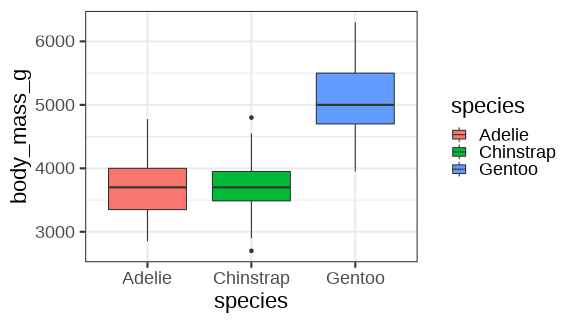 body_mass_g
6000
5000
4000
3000
Adelie
Chinstrap
Gentoo
species
species
Adelie
Chinstrap
Gentoo